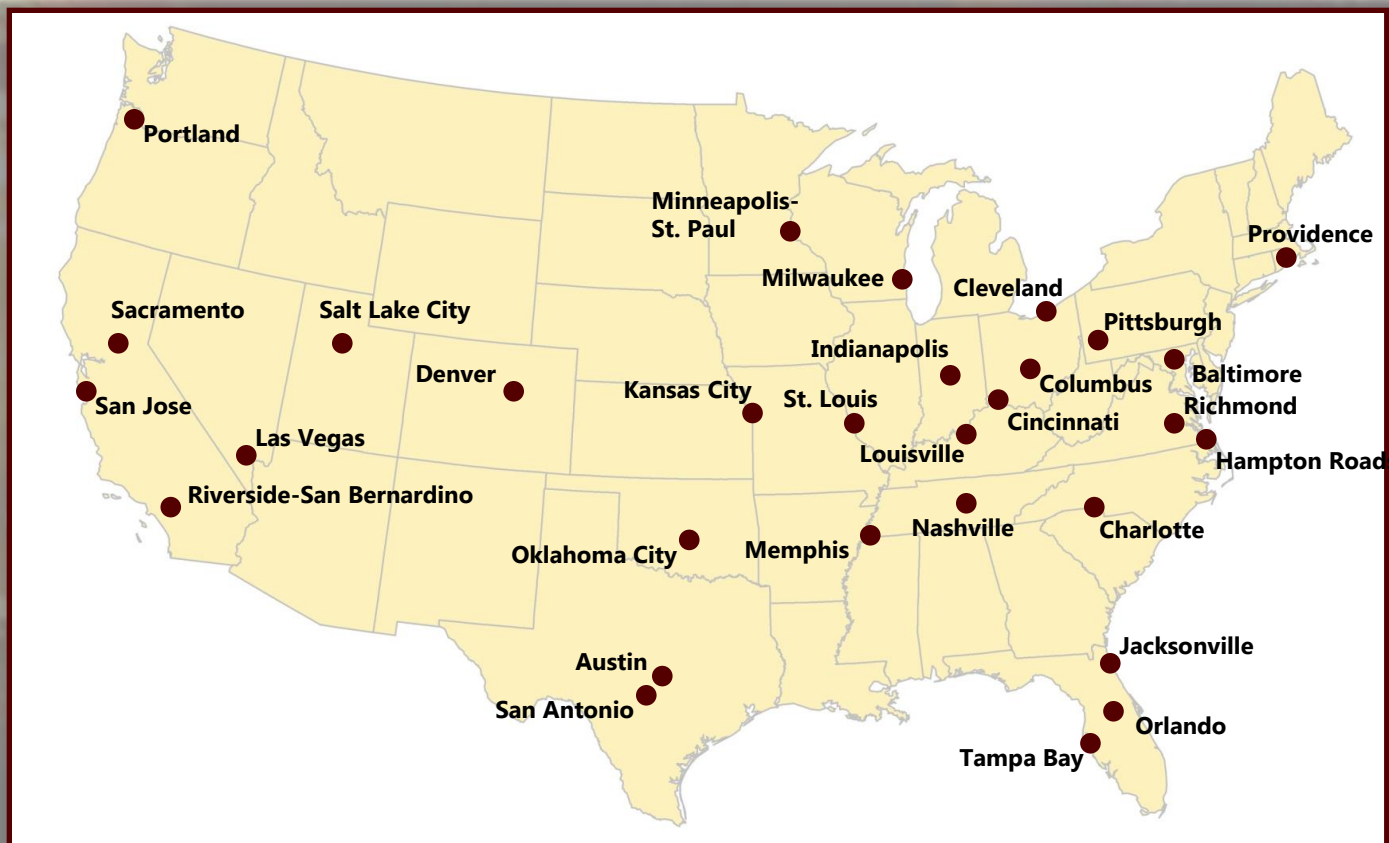 Portland
Minneapolis-
St. Paul
Providence
Milwaukee
Cleveland
Sacramento
Salt Lake City
Pittsburgh
Indianapolis
Denver
Columbus
Baltimore
Kansas City
St. Louis
San Jose
Richmond
Cincinnati
Las Vegas
Louisville
Hampton Road
Riverside-San Bernardino
Nashville
Charlotte
Oklahoma City
Memphis
Jacksonville
Austin
San Antonio
Orlando
Tampa Bay